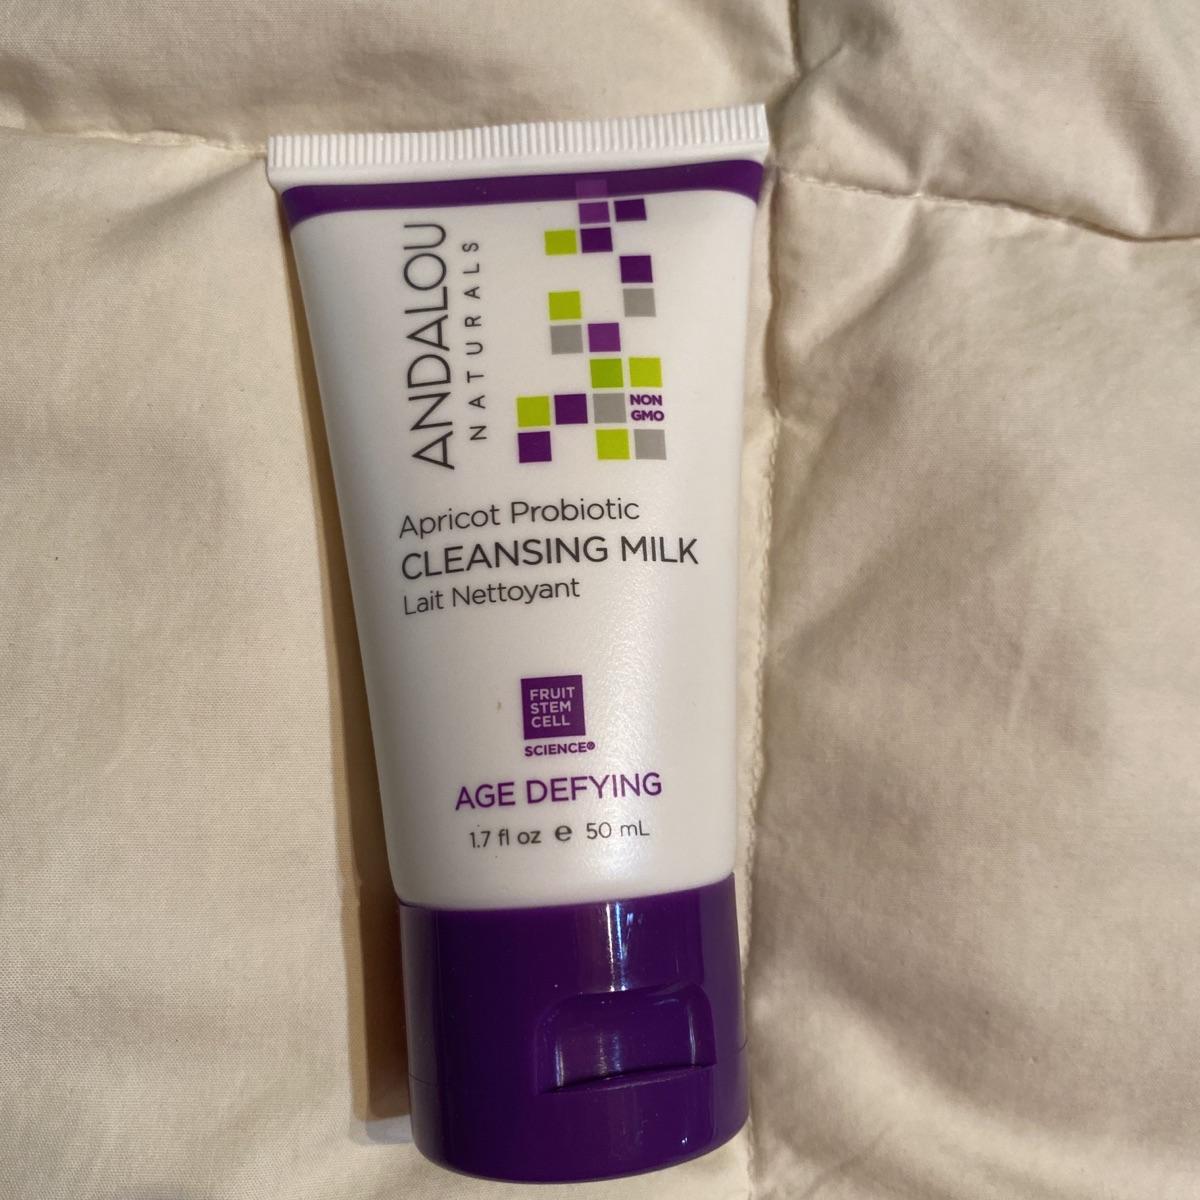 ANDALOU
NATURALS
NON
GMO
Apricot Probiotic
CLEANSING MILK
Lait Nettoyant
FRUIT
STEM
CELL
SCIENCE®
AGE DEFYING
1.7 fl oz ℮ 50 mL